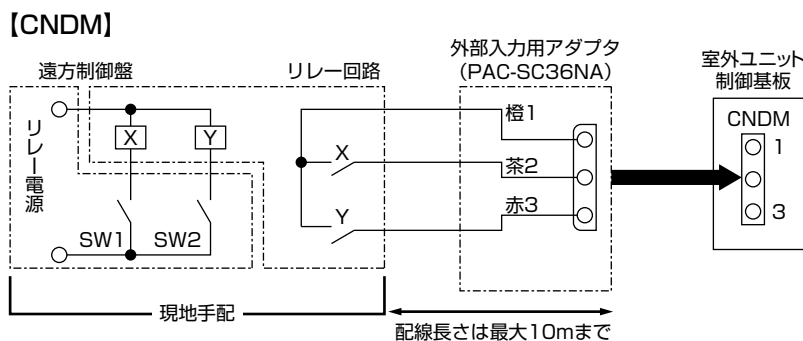 【CNDM】
遠方制御盤
リレー回路
外部入力用アダプタ
(PAC-SC36NA)
室外ユニット
制御基板
リレー電源
X
Y
SW1
SW2
X
Y
橙1
茶2
赤3
CNDM
1
3
現地手配
配線長さは最大10mまで